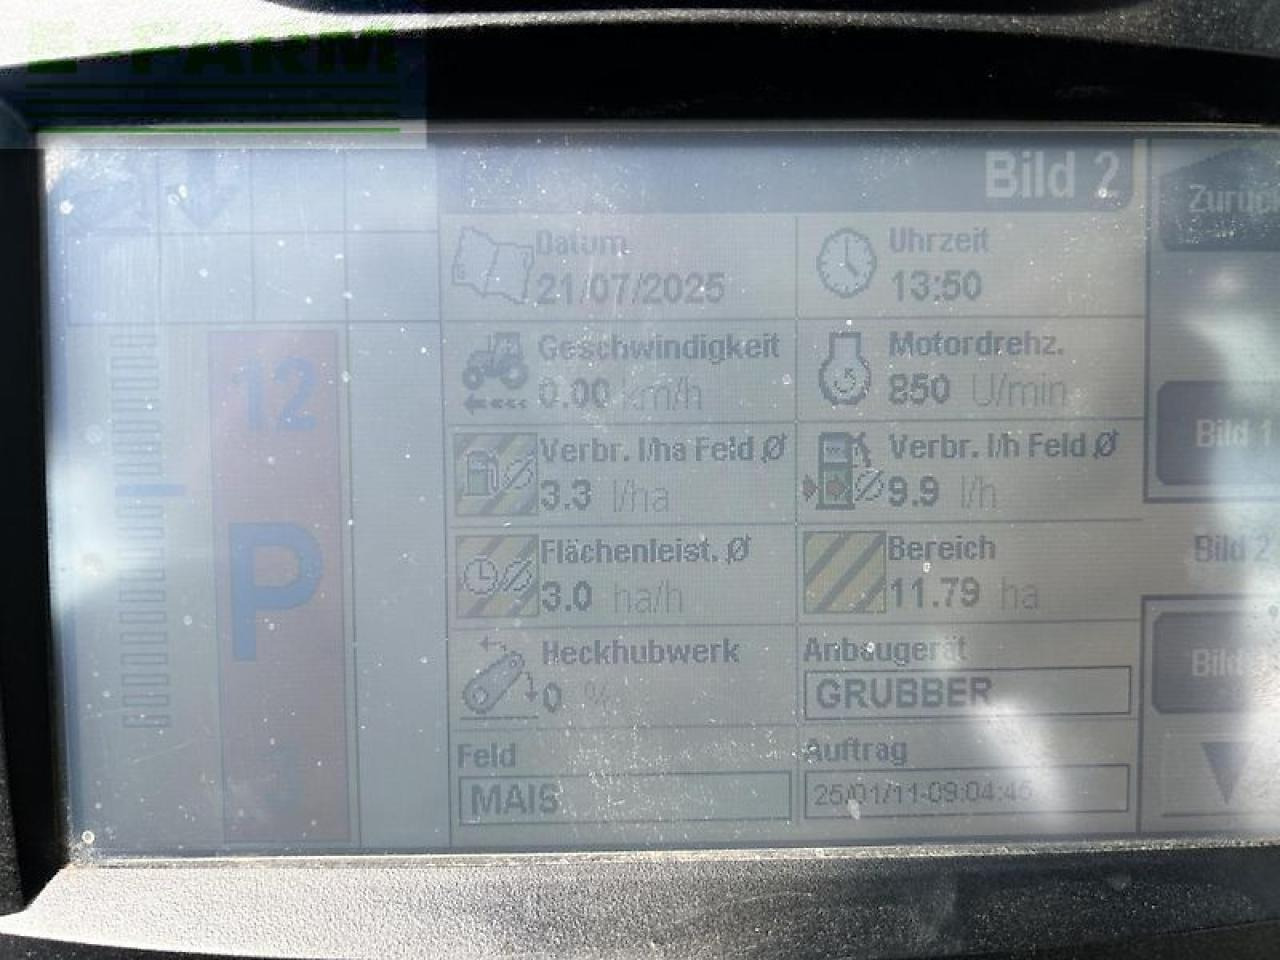 E-FARM
Bild 2
Zurück
Datum
21/07/2025
Uhrzeit
13:50
Geschwindigkeit
0.00 km/h
Motordrehz.
850 U/min
12
P
Bild 1
Verbr. l/ha Feld Ø
3.3 l/ha
Verbr. l/h Feld Ø
9.9 l/h
Bild 2
Flächenleist. Ø
3.0 ha/h
Bereich
11.79 ha
Bild
Heckhubwerk
0 %
Anbaugerät
GRUBBER
Feld
MAIS
Auftrag
25/01/11-09:04:45